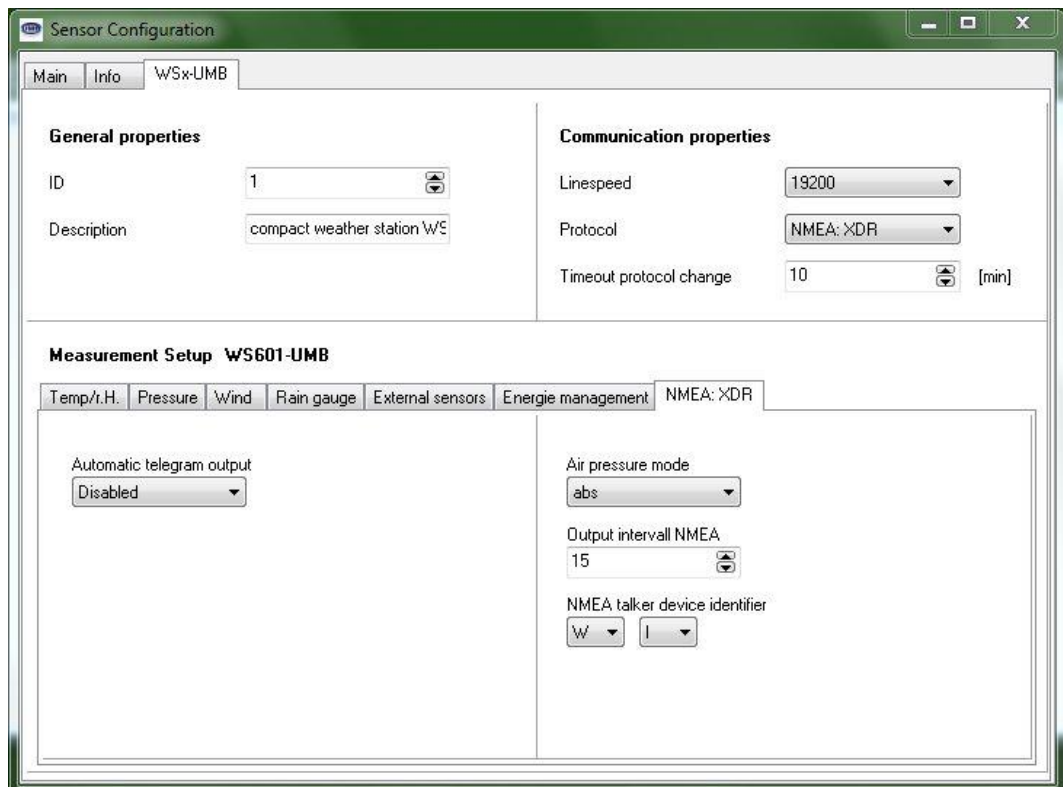 Sensor Configuration
Main Info WSx-UMB
General properties
ID 1
Description compact weather station WS
Communication properties
Linespeed 19200
Protocol NMEA: XDR
Timeout protocol change 10 [min]
Measurement Setup WS601-UMB
Temp/r.H. Pressure Wind Rain gauge External sensors Energie management NMEA: XDR
Automatic telegram output
Disabled
Air pressure mode
abs
Output intervall NMEA
15
NMEA talker device identifier
W I